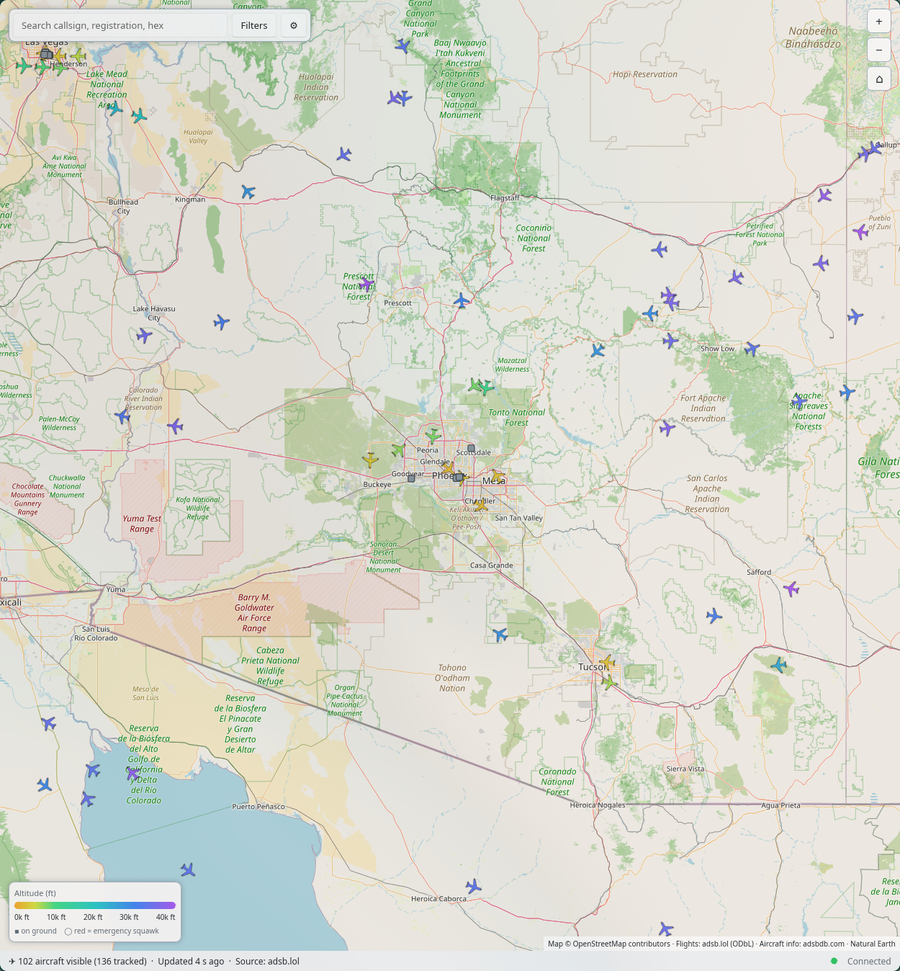 Search callsign, registration, hex
Filters
Las Vegas
Henderson
Lake Mead
National
Recreation
Area
Grand
Canyon
National
Park
Baaj Nwaavjo
I'tah Kukveni
- Ancestral
Footprints
of the Grand
Canyon
National
Monument
Hualapai
Indian
Reservation
Hopi Reservation
Naabeehó
Bináhásdzo
+
−
Hualapai
Valley
Avi Kwa
Ame National
Monument
Bullhead
City
Kingman
Flagstaff
Gallup
Coconino
National
Forest
Petrified
Forest National
Park
Pueblo
of Zuni
Prescott
National
Forest
Prescott
Lake Havasu
City
Mazatzal
Wilderness
Show Low
Colorado
River Indian
Reservation
Palen-McCoy
Wilderness
Tonto National
Forest
Fort Apache
Indian
Reservation
Apache-
Sitgreaves
National
Forests
Peoria
Scottsdale
Glendale
Goodyear
Phoenix
Mesa
Buckeye
Chandler
San Tan Valley
Gila National
Forest
San Carlos
Apache
Indian
Reservation
Chocolate
Mountains
Gunnery
Range
Chuckwalla
National
Monument
Yuma Test
Range
Kofa National
Wildlife
Refuge
Sonoran
Desert
National
Monument
Casa Grande
Safford
Yuma
xicali
San Luis
Río Colorado
Barry M.
Goldwater
Air Force
Range
Cabeza
Prieta National
Wildlife
Refuge
Tohono
O'odham
Nation
Tucson
Mesa de
San Luis
Organ
Pipe Cactus
National
Monument
Reserva
de la Biosfera
El Pinacate
y Gran
Desierto
de Altar
Reserva
de la Biósfera
del Alto
Golfo de
California
y Delta
del Río
Colorado
Coronado
National
Forest
Sierra Vista
Puerto Peñasco
Heroica Nogales
Agua Prieta
Heroica Caborca
Altitude (ft)
0k ft 10k ft 20k ft 30k ft 40k ft
on ground red = emergency squawk
Map © OpenStreetMap contributors · Flights: adsb.lol (ODbL) · Aircraft info: adsbdb.com · Natural Earth
102 aircraft visible (136 tracked) · Updated 4 s ago · Source: adsb.lol
Connected